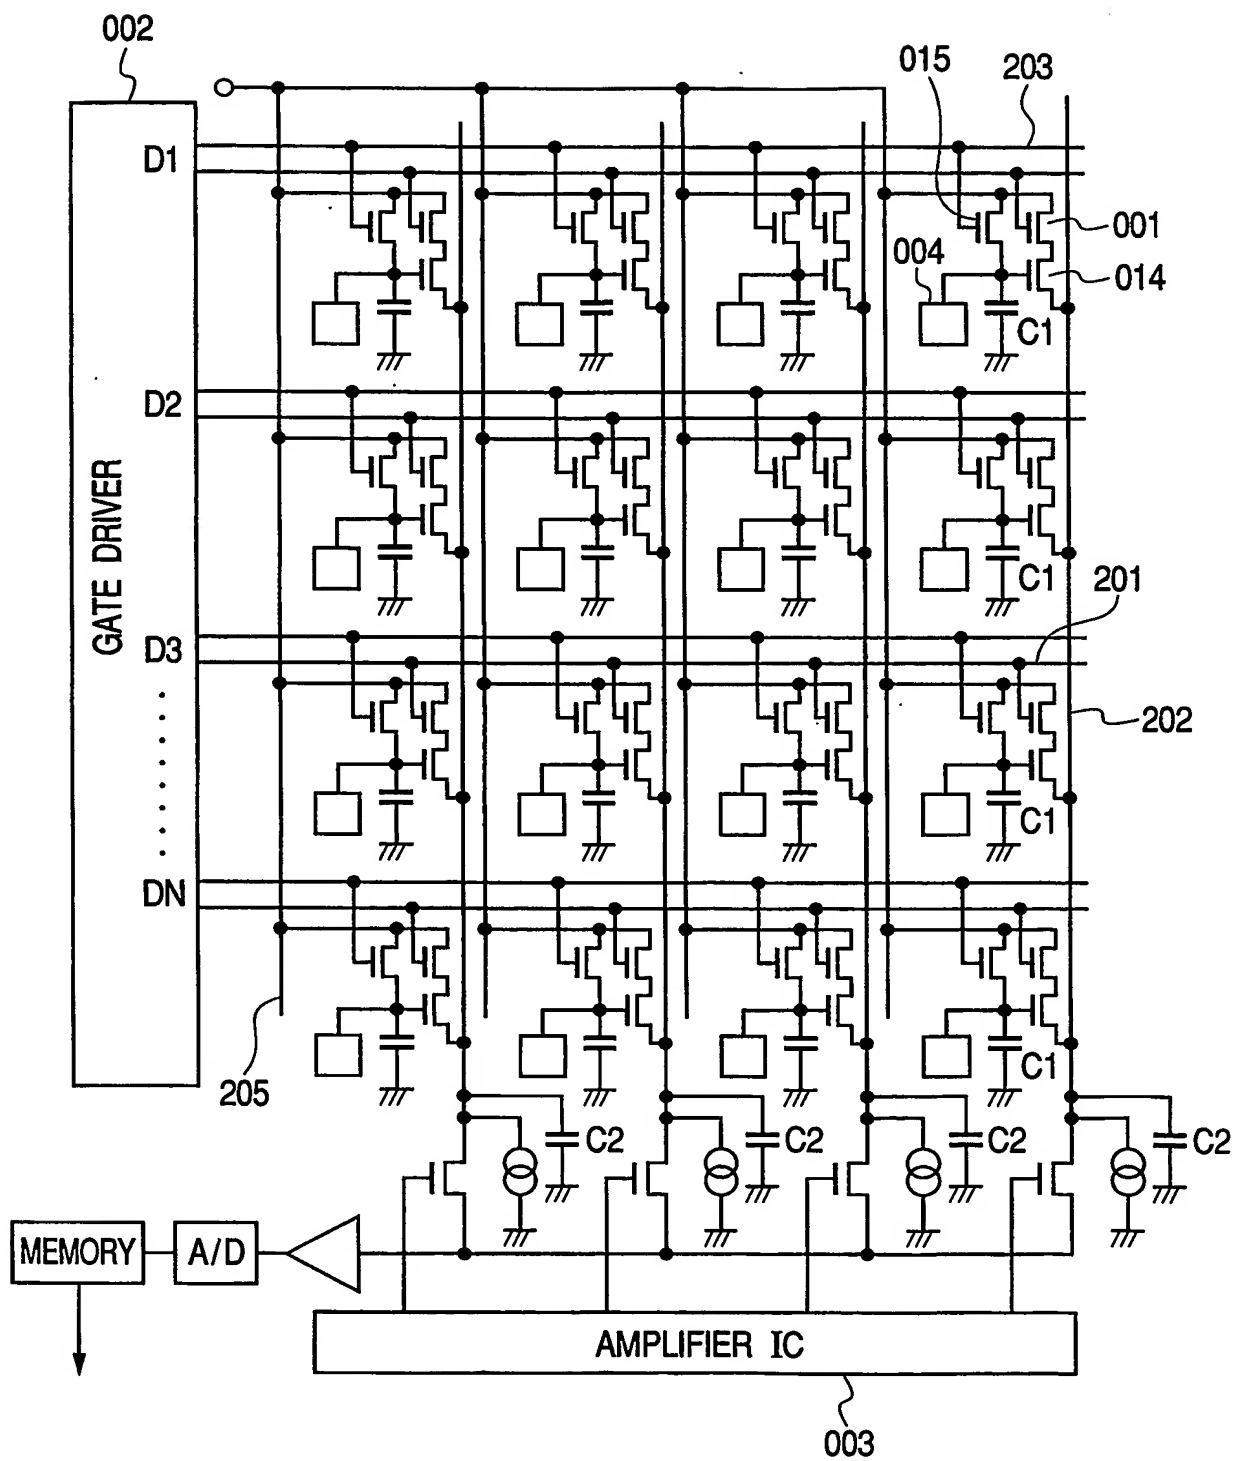 002
015
203
D1
001
004
014
C1
D2
GATE DRIVER
C1
201
D3
202
C1
DN
C1
205
C2
C2
C2
C2
MEMORY
A/D
AMPLIFIER IC
003